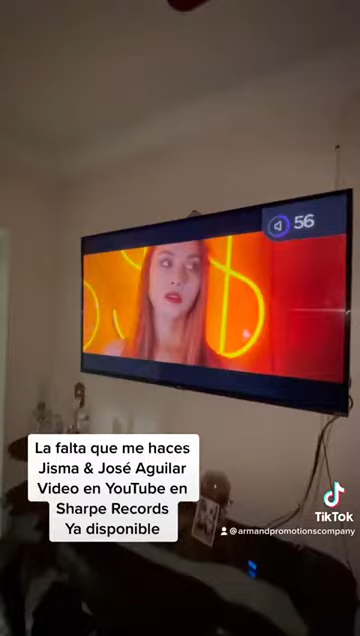 56
La falta que me haces
Jisma & José Aguilar
Video en YouTube en
Sharpe Records
Ya disponible
TikTok
@armandpromotionscompany